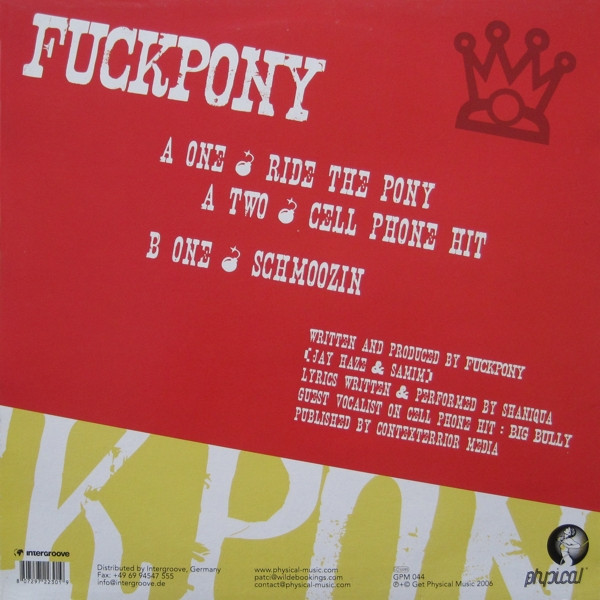 FUCKPONY
A ONE RIDE THE PONY
A TWO CELL PHONE HIT
B ONE SCHMOOZIN
WRITTEN AND PRODUCED BY FUCKPONY
(JAY HAZE & SAMIM)
LYRICS WRITTEN & PERFORMED BY SHANIQUA
GUEST VOCALIST ON CELL PHONE HIT : BIG BULLY
PUBLISHED BY CONTEXTERRIOR MEDIA
K PON
intergroove
Distributed by Intergroove, Germany
Fax: +49 69 94547 555
info@intergroove.de
www.physical-music.com
patci@wildebookings.com
contact@physical-music.com
GPM 044
℗+© Get Physical Music 2006
physical